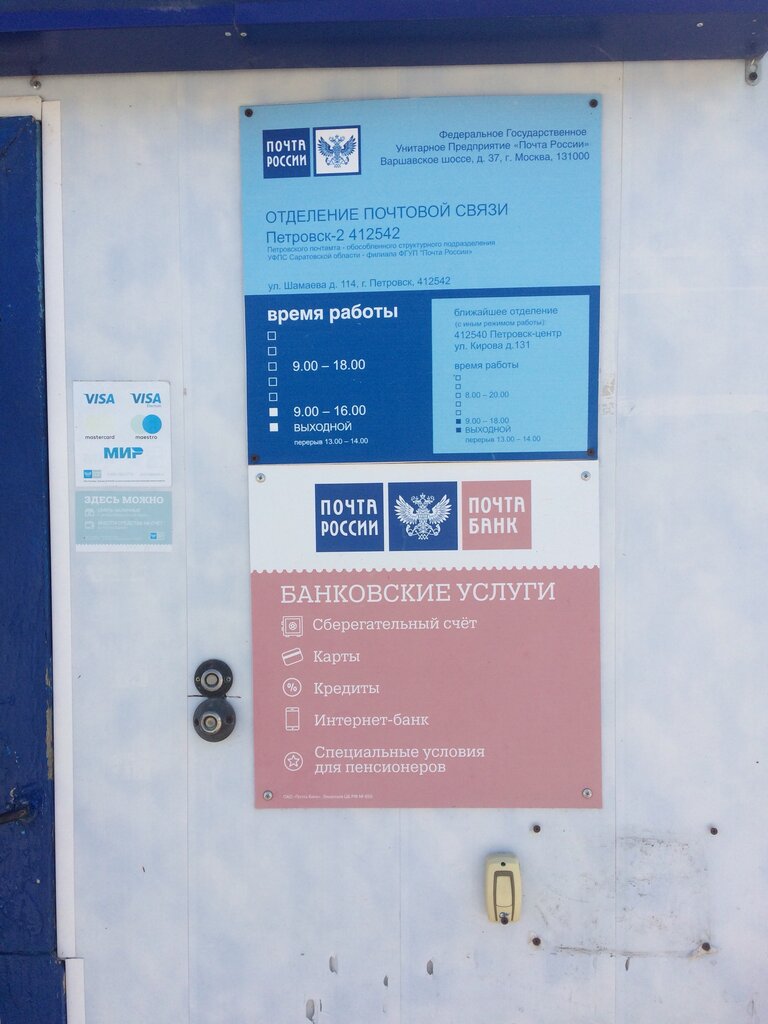 ПОЧТА
РОССИИ
Федеральное Государственное
Унитарное Предприятие «Почта России»
Варшавское шоссе, д. 37, г. Москва, 131000
ОТДЕЛЕНИЕ ПОЧТОВОЙ СВЯЗИ
Петровск-2 412542
Петровского почтамта - обособленного структурного подразделения
УФПС Саратовской области - филиала ФГУП "Почта России»
ул. Шамаева д. 114, г. Петровск, 412542
время работы
9.00 – 18.00
9.00 – 16.00
ВЫХОДНОЙ
перерыв 13.00 – 14.00
ближайшее отделение
(с иным режимом работы):
412540 Петровск-центр
ул. Кирова д.131
время работы
8.00 – 20.00
9.00 – 18.00
ВЫХОДНОЙ
перерыв 13.00 – 14.00
VISA VISA
Electron
mastercard maestro
МИР
ЗДЕСЬ МОЖНО
ПОЧТА
РОССИИ
ПОЧТА
БАНК
БАНКОВСКИЕ УСЛУГИ
Сберегательный счёт
Карты
Кредиты
Интернет-банк
Специальные условия
для пенсионеров